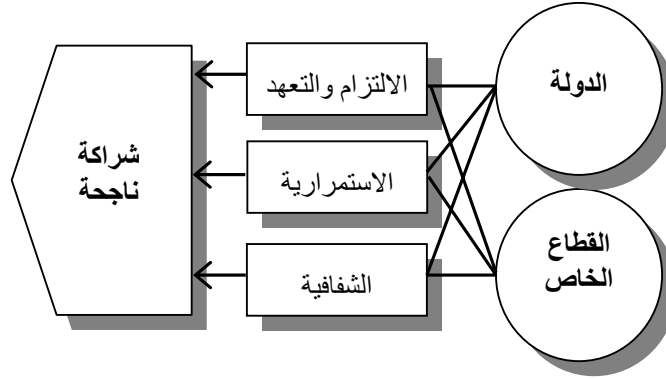 الدولة
القطاع
الخاص
الالتزام والتعهد
الاستمرارية
الشفافية
شراكة
ناجحة